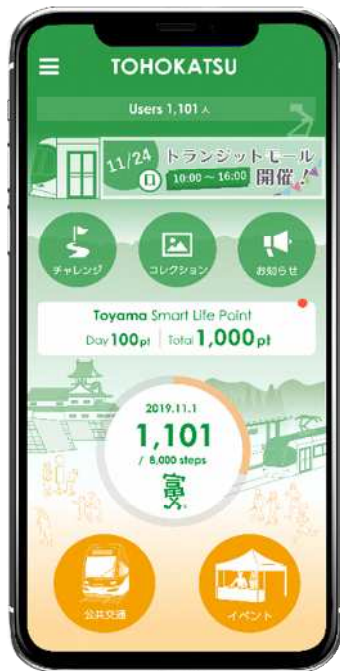 TOHOKATSU
Users 1,101 人
11/24 日
トランジットモール
10:00～16:00 開催!
チャレンジ
コレクション
お知らせ
Toyama Smart Life Point
Day 100pt Total 1,000pt
2019.11.1
1,101
/ 8,000 steps
公共交通
イベント